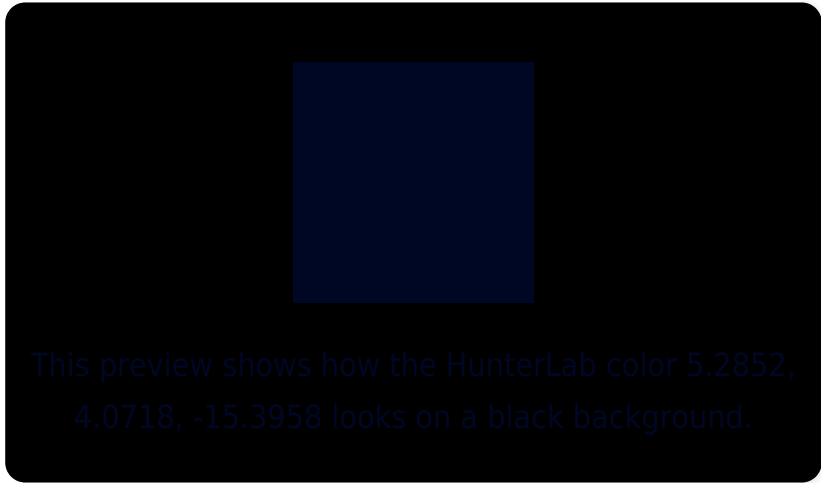 This preview shows how the HunterLab color 5.2852,
4.0718, -15.3958 looks on a black background.